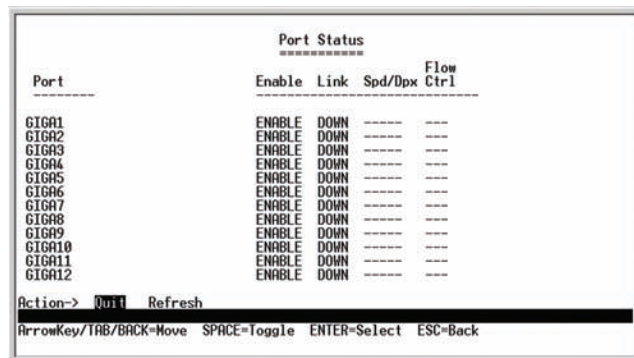 Port Status
===========
Flow
Port Enable Link Spd/Dpx Ctrl
-------- -----------------------------
GIGA1 ENABLE DOWN ----- ---
GIGA2 ENABLE DOWN ----- ---
GIGA3 ENABLE DOWN ----- ---
GIGA4 ENABLE DOWN ----- ---
GIGA5 ENABLE DOWN ----- ---
GIGA6 ENABLE DOWN ----- ---
GIGA7 ENABLE DOWN ----- ---
GIGA8 ENABLE DOWN ----- ---
GIGA9 ENABLE DOWN ----- ---
GIGA10 ENABLE DOWN ----- ---
GIGA11 ENABLE DOWN ----- ---
GIGA12 ENABLE DOWN ----- ---
Action-> Quit Refresh
ArrowKey/TAB/BACK=Move SPACE=Toggle ENTER=Select ESC=Back